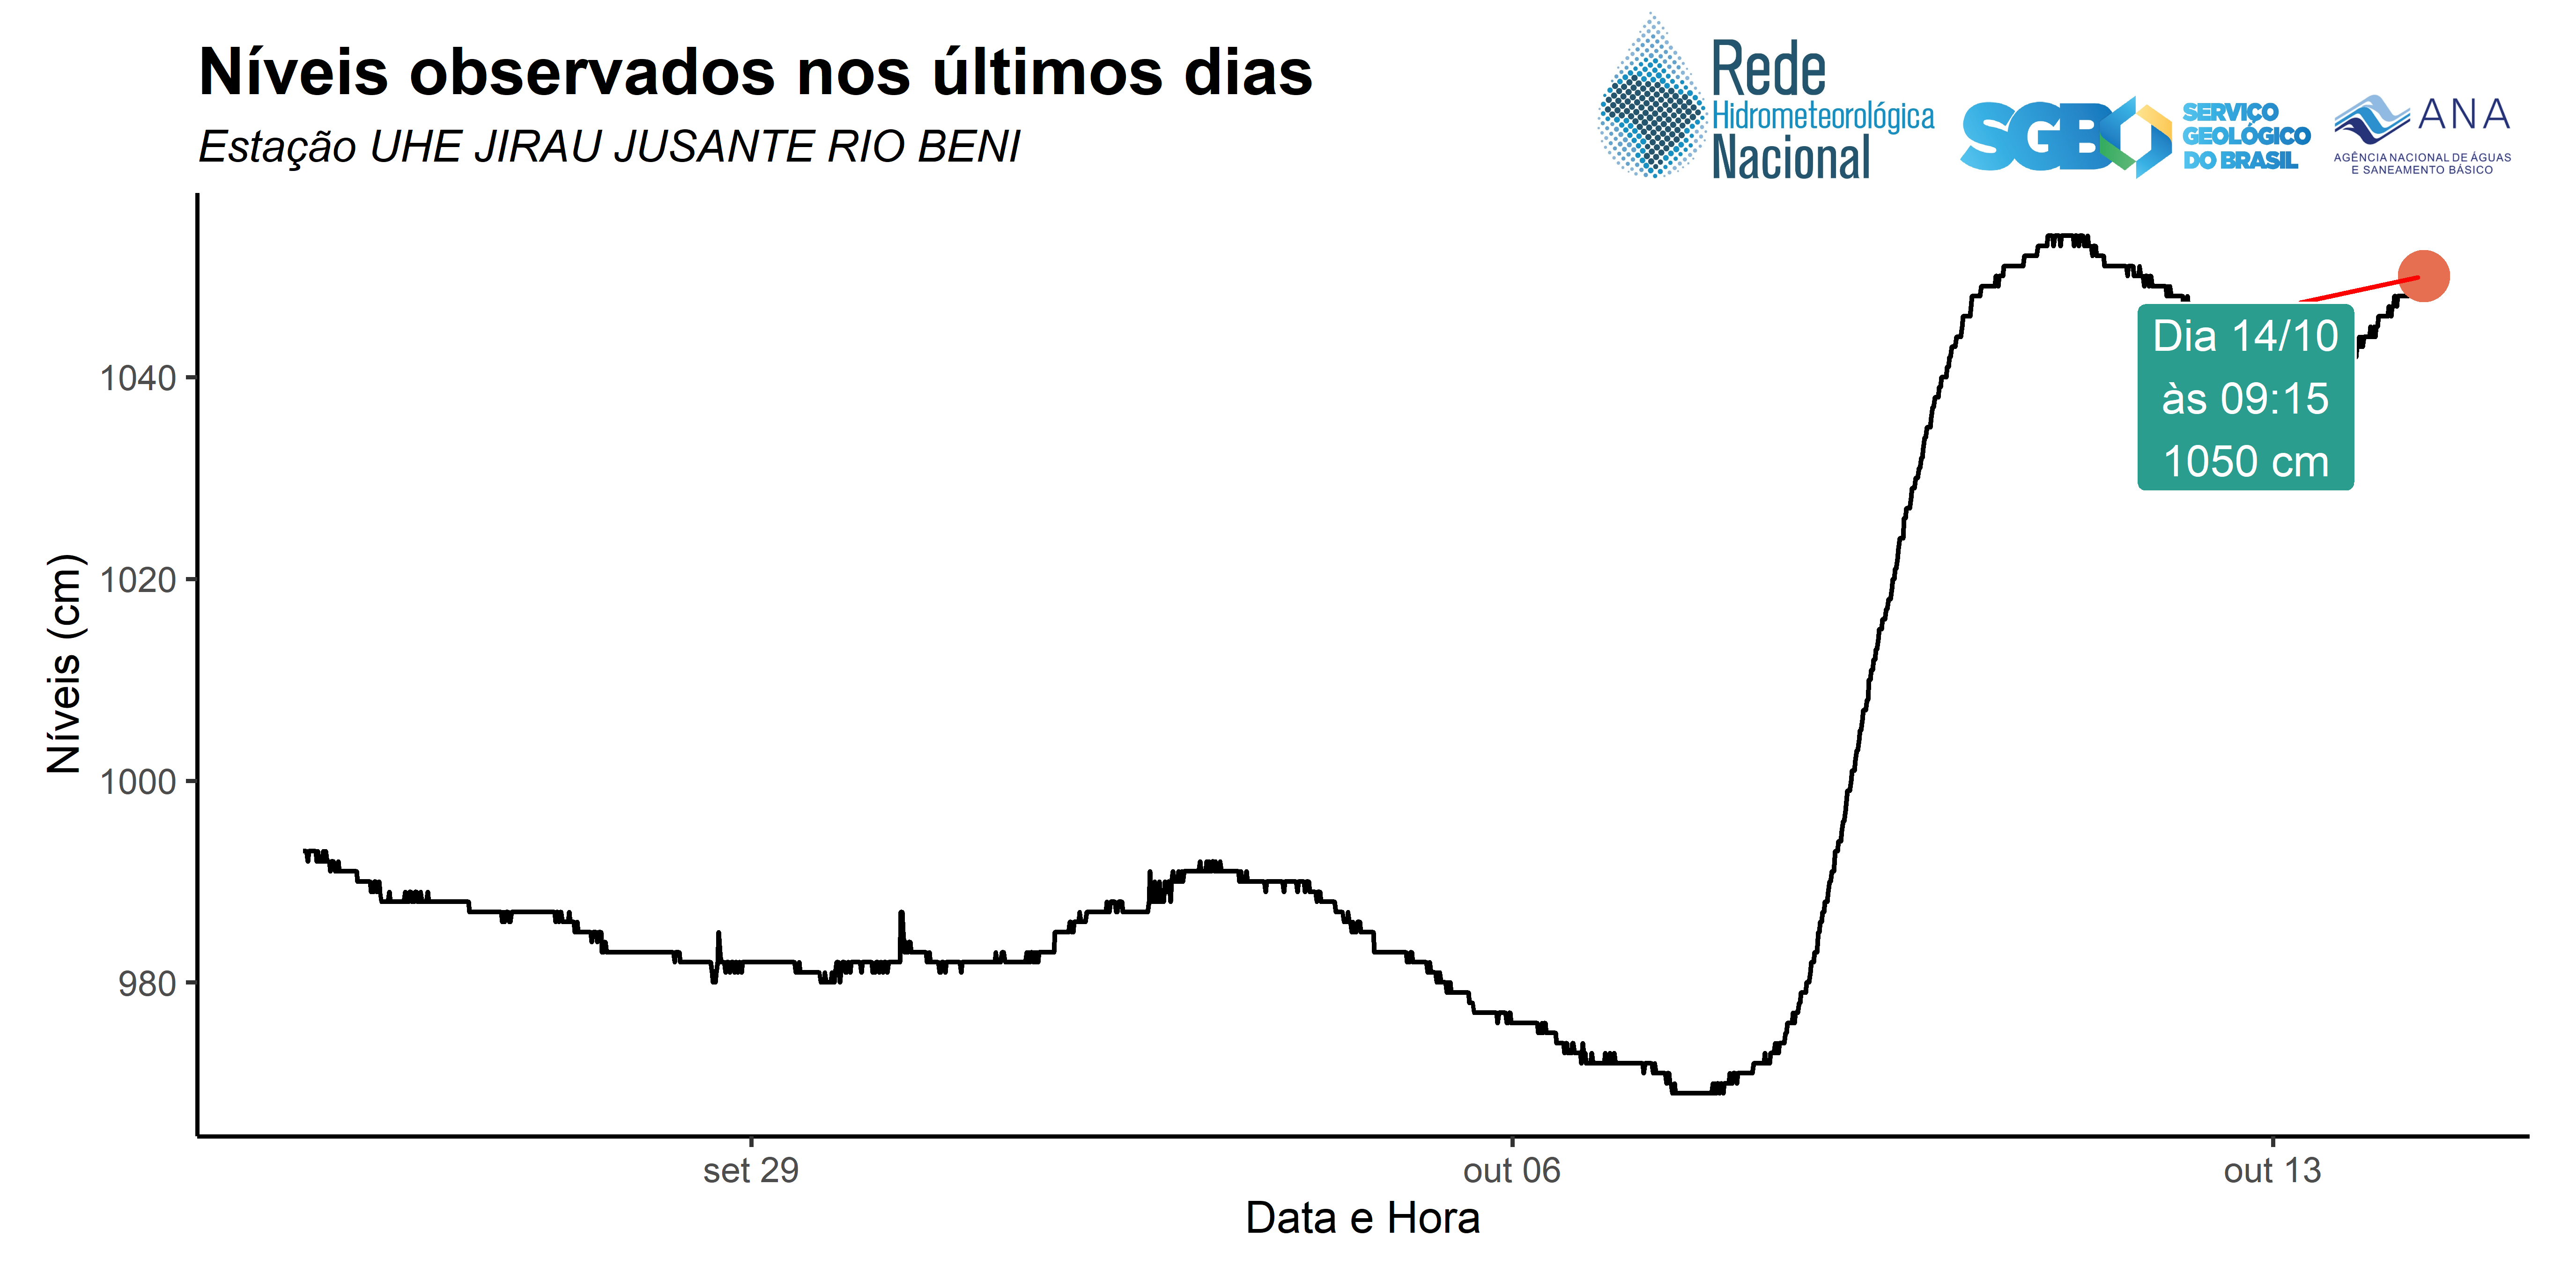 Níveis observados nos últimos dias
Estação UHE JIRAU JUSANTE RIO BENI
Rede
Hidrometeorológica
Nacional
SGB
SERVIÇO
GEOLÓGICO
DO BRASIL
ANA
AGÊNCIA NACIONAL DE ÁGUAS
E SANEAMENTO BÁSICO
Níveis (cm)
1040
1020
1000
980
Dia 14/10
às 09:15
1050 cm
set 29
out 06
out 13
Data e Hora